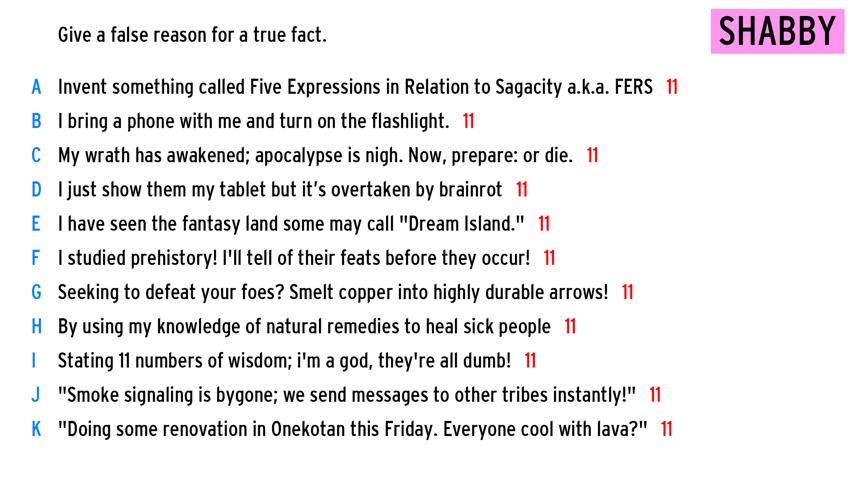 Give a false reason for a true fact.
SHABBY
A Invent something called Five Expressions in Relation to Sagacity a.k.a. FERS 11
B I bring a phone with me and turn on the flashlight. 11
C My wrath has awakened; apocalypse is nigh. Now, prepare: or die. 11
D I just show them my tablet but it's overtaken by brainrot 11
E I have seen the fantasy land some may call "Dream Island." 11
F I studied prehistory! I'll tell of their feats before they occur! 11
G Seeking to defeat your foes? Smelt copper into highly durable arrows! 11
H By using my knowledge of natural remedies to heal sick people 11
I Stating 11 numbers of wisdom; i'm a god, they're all dumb! 11
J "Smoke signaling is bygone; we send messages to other tribes instantly!" 11
K "Doing some renovation in Onekotan this Friday. Everyone cool with lava?" 11